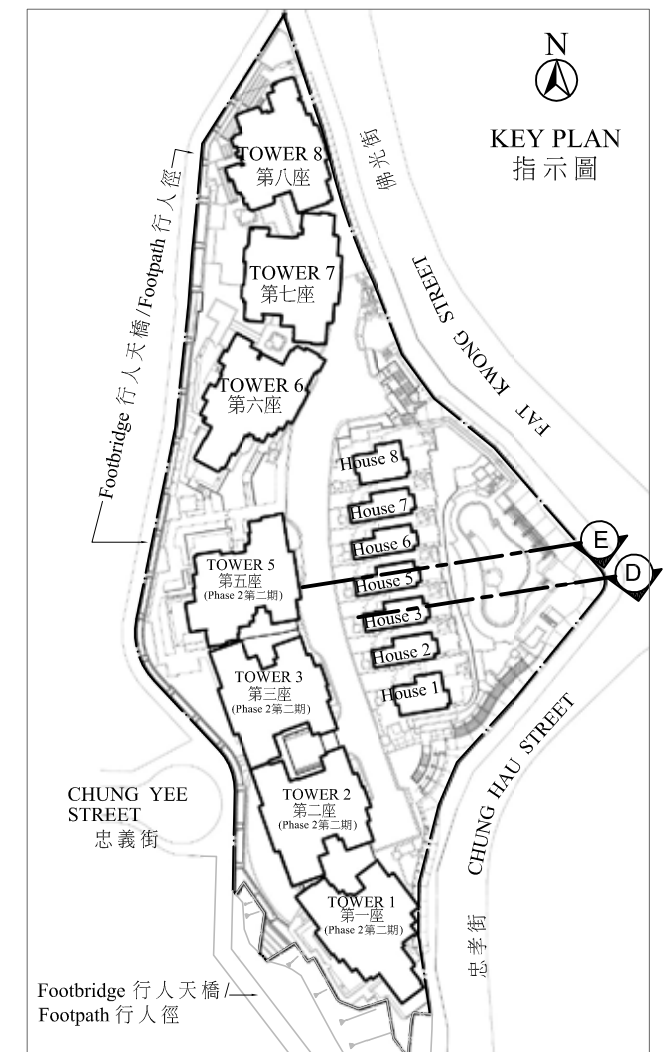 N
KEY PLAN
指示圖
TOWER 8
第八座
佛光街
FAT KWONG STREET
TOWER 7
第七座
Footbridge 行人天橋/Footpath 行人徑
TOWER 6
第六座
House 8
House 7
House 6
House 5
House 3
House 2
House 1
E
D
TOWER 5
第五座
(Phase 2第二期)
TOWER 3
第三座
(Phase 2第二期)
TOWER 2
第二座
(Phase 2第二期)
TOWER 1
第一座
(Phase 2第二期)
CHUNG YEE
STREET
忠義街
CHUNG HAU STREET
忠孝街
Footbridge 行人天橋/
Footpath 行人徑